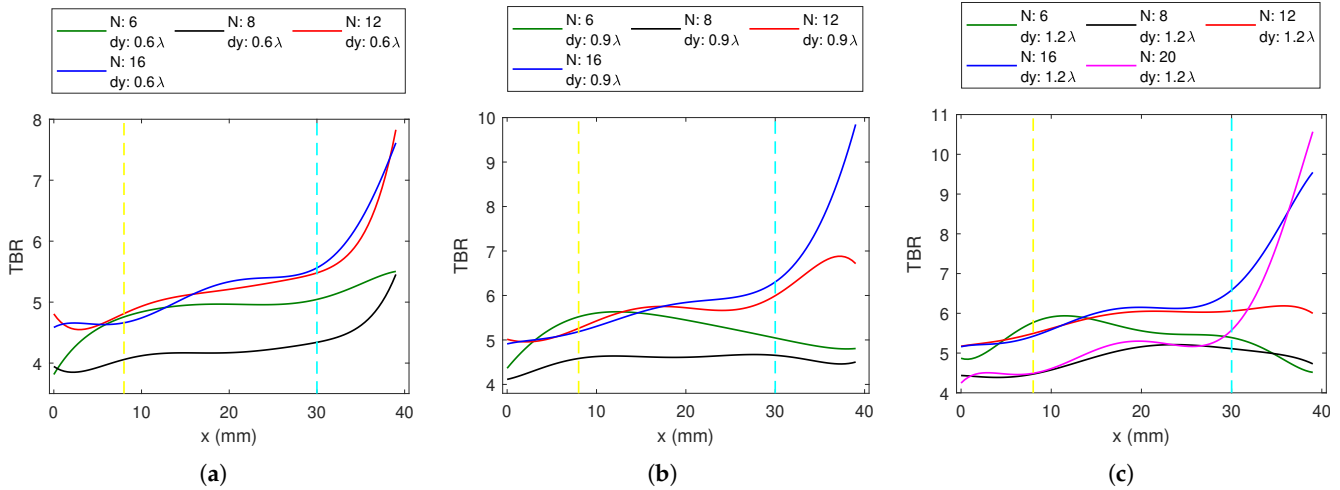 N: 6 N: 8 N: 12
dy: 0.6λ dy: 0.6λ dy: 0.6λ
N: 16
dy: 0.6λ
8
7
6
5
4
TBR
0 10 20 30 40
x (mm)
(a)
N: 6 N: 8 N: 12
dy: 0.9λ dy: 0.9λ dy: 0.9λ
N: 16
dy: 0.9λ
10
9
8
7
6
5
4
TBR
0 10 20 30 40
x (mm)
(b)
N: 6 N: 8 N: 12
dy: 1.2λ dy: 1.2λ dy: 1.2λ
N: 16 N: 20
dy: 1.2λ dy: 1.2λ
11
10
9
8
7
6
5
4
TBR
0 10 20 30 40
x (mm)
(c)